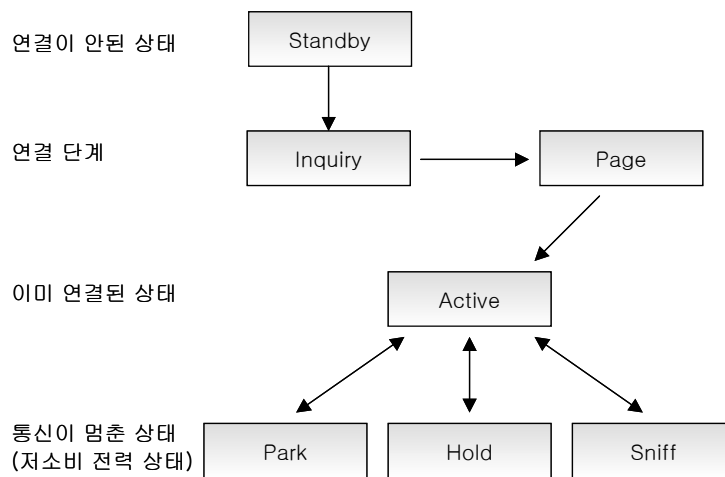 연결이 안된 상태
Standby
연결 단계
Inquiry
Page
이미 연결된 상태
Active
통신이 멈춘 상태
(저소비 전력 상태)
Park
Hold
Sniff